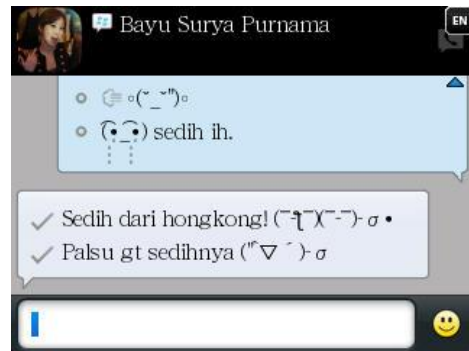 Bayu Surya Purnama
EN
∘(˘_˘")∘
(•̯͡_•̯͡) sedih ih.
Sedih dari hongkong! (¯―ƪ¯)(¯-¯)-σ •
Palsu gt sedihnya ("▽ ´)-σ